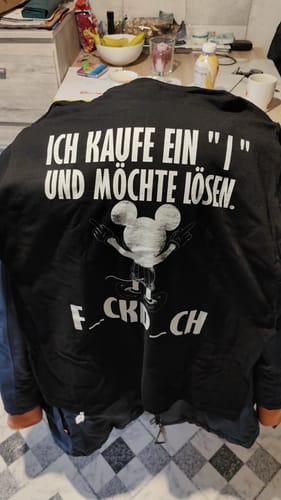 ICH KAUFE EIN "I"
UND MÖCHTE LÖSEN.
F_CKD_CH